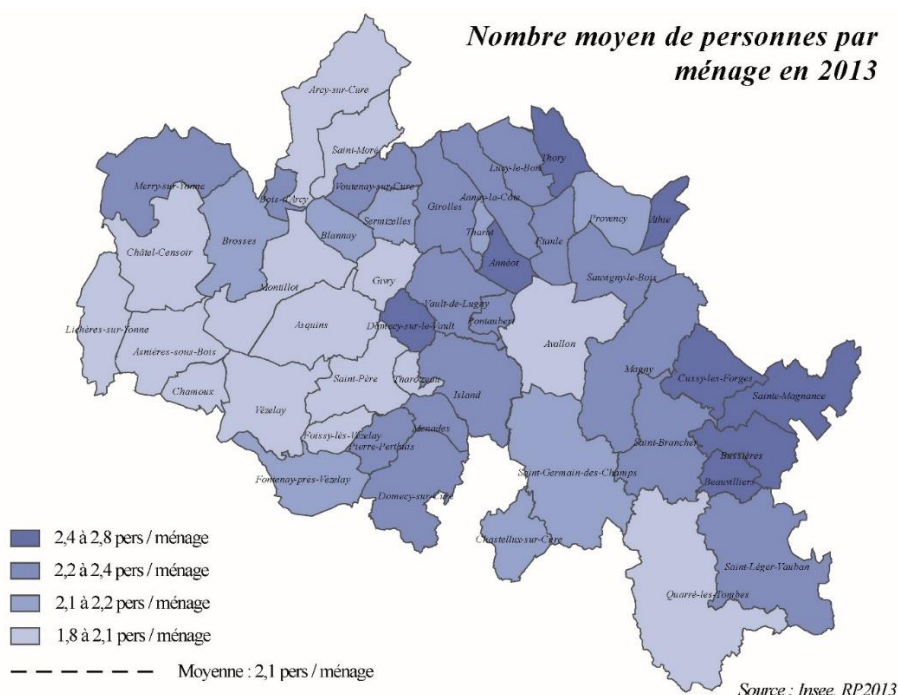 Nombre moyen de personnes par
ménage en 2013
Arcy-sur-Cure
Saint-Moré
Thory
Lucy-le-Bois
Merry-sur-Yonne
Bois-d'Arcy
Voutenay-sur-Cure
Annay-la-Côte
Girolles
Sermizelles
Provency
Athie
Tharot
Blannay
Brosses
Étaule
Châtel-Censoir
Annéot
Sauvigny-le-Bois
Givry
Montillot
Vault-de-Lugny
Asquins
Pontaubert
Lichères-sur-Yonne
Domecy-sur-le-Vault
Avallon
Asnières-sous-Bois
Magny
Saint-Père
Tharoiseau
Cussy-les-Forges
Chamoux
Island
Sainte-Magnance
Vézelay
Menades
Foissy-lès-Vézelay
Saint-Brancher
Pierre-Perthuis
Bussières
Saint-Germain-des-Champs
Fontenay-près-Vézelay
Beauvilliers
Domecy-sur-Cure
Chastellux-sur-Cure
Saint-Léger-Vauban
Quarré-les-Tombes
2,4 à 2,8 pers / ménage
2,2 à 2,4 pers / ménage
2,1 à 2,2 pers / ménage
1,8 à 2,1 pers / ménage
Moyenne : 2,1 pers / ménage
Source : Insee, RP2013